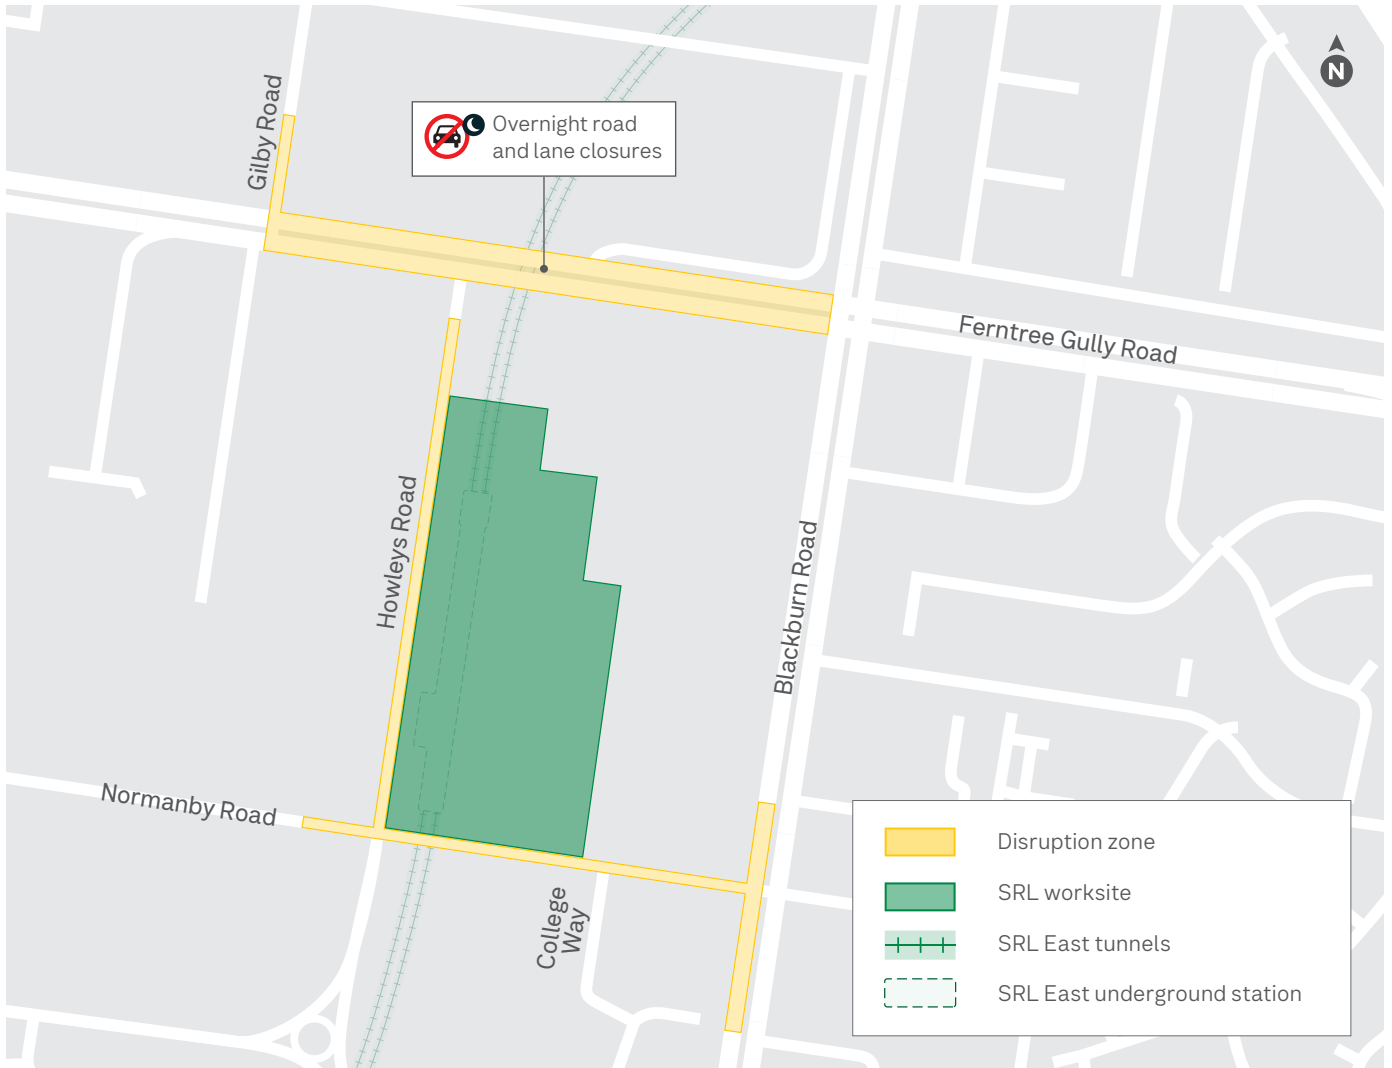 N
Gilby Road
Overnight road
and lane closures
Ferntree Gully Road
Howleys Road
Blackburn Road
Normanby Road
College
Way
Disruption zone
SRL worksite
SRL East tunnels
SRL East underground station